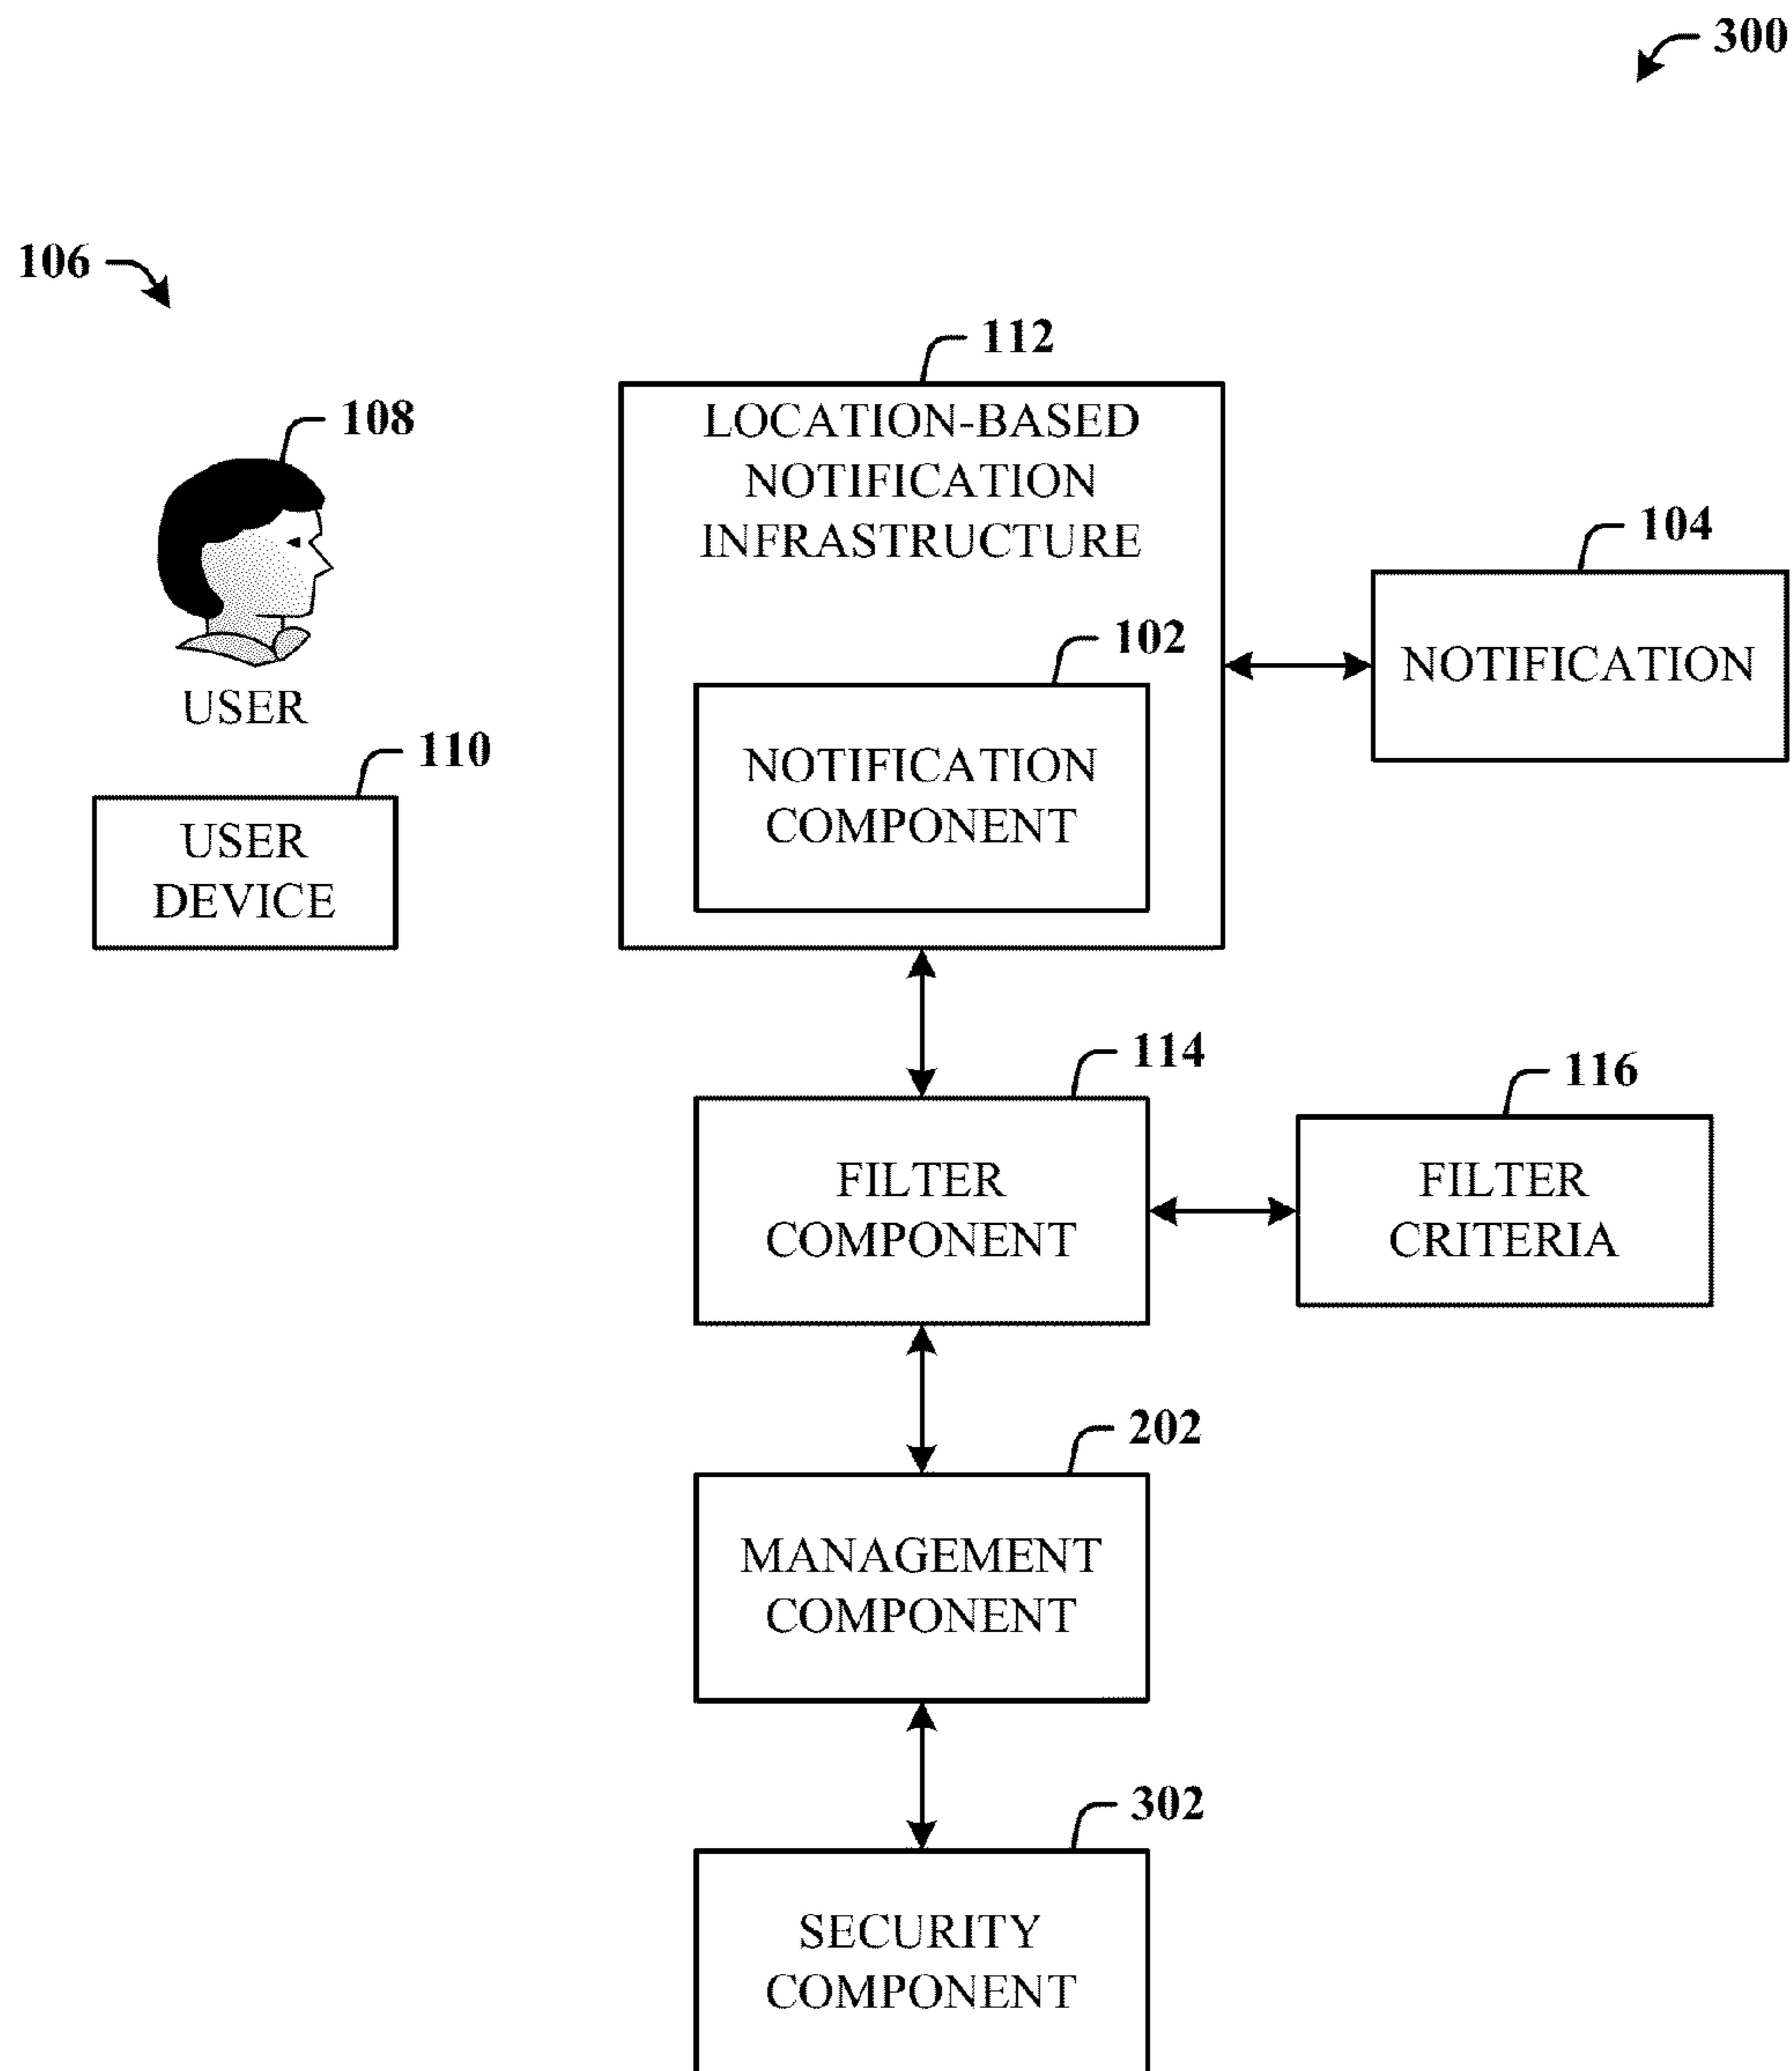 300
106
112
108
LOCATION-BASED
NOTIFICATION
INFRASTRUCTURE
104
NOTIFICATION
102
USER
NOTIFICATION
COMPONENT
110
USER
DEVICE
114
116
FILTER
COMPONENT
FILTER
CRITERIA
202
MANAGEMENT
COMPONENT
302
SECURITY
COMPONENT